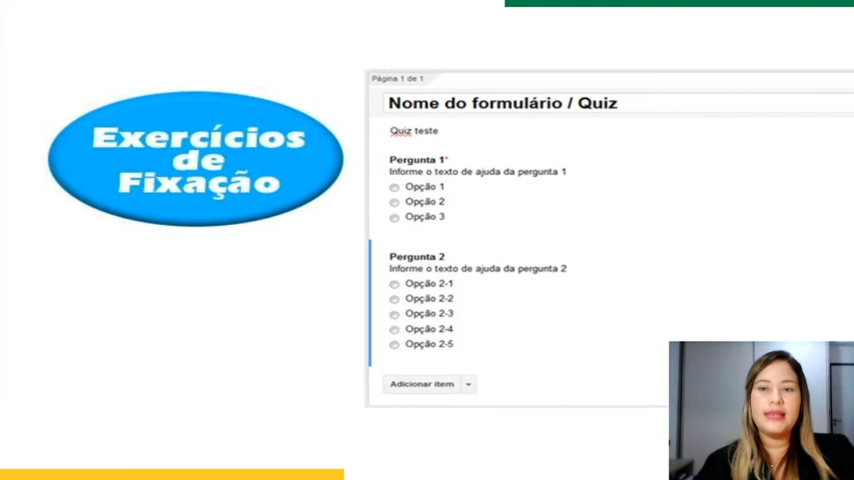 Exercícios
de
Fixação
Página 1 de 1
Nome do formulário / Quiz
Quiz teste
Pergunta 1*
Informe o texto de ajuda da pergunta 1
Opção 1
Opção 2
Opção 3
Pergunta 2
Informe o texto de ajuda da pergunta 2
Opção 2-1
Opção 2-2
Opção 2-3
Opção 2-4
Opção 2-5
Adicionar item